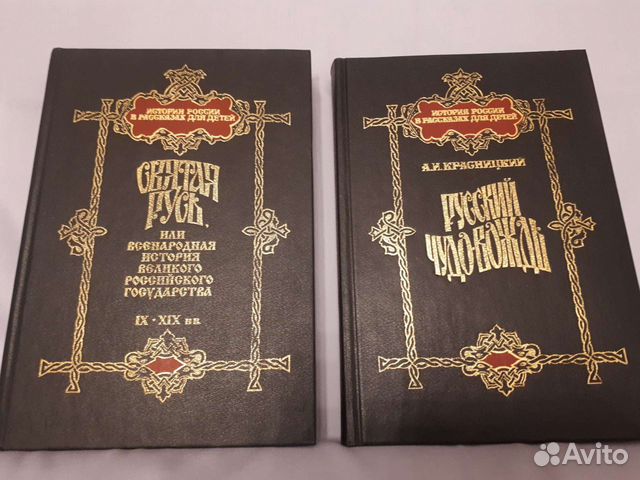 ИСТОРИЯ РОССИИ
В РАССКАЗАХ ДЛЯ ДЕТЕЙ
СВЯТАЯ
РУСЬ,
ИЛИ
ВСЕНАРОДНАЯ
ИСТОРИЯ
ВЕЛИКОГО
РОССИЙСКОГО
ГОСУДАРСТВА
IX · XIX вв.
ИСТОРИЯ РОССИИ
В РАССКАЗАХ ДЛЯ ДЕТЕЙ
А.И. КРАСНИЦКИЙ
РУССКИЙ
ЧУДО-ВОЖДЬ
Avito